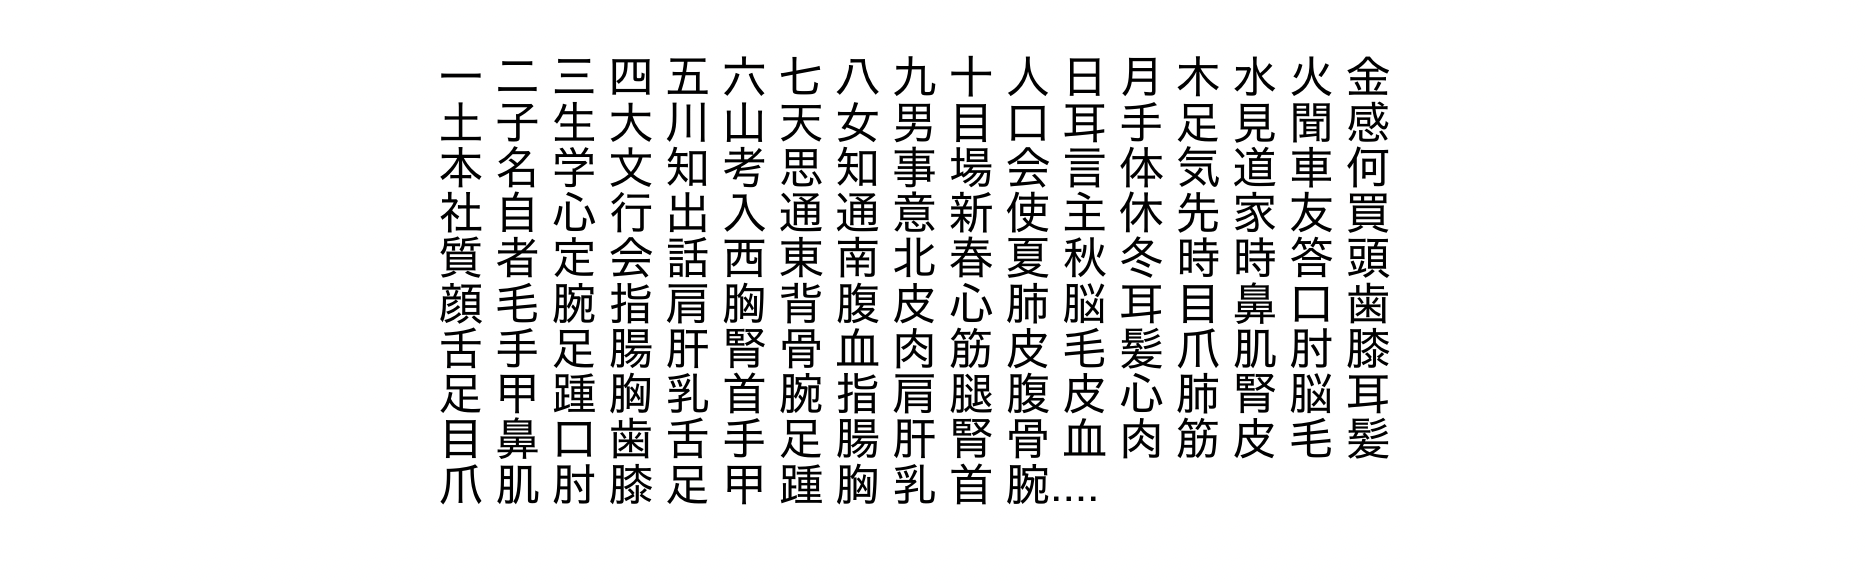 一 二 三 四 五 六 七 八 九 十 人 日 月 木 水 火 金
土 子 生 大 川 山 天 女 男 目 口 耳 手 足 見 聞 感
本 名 学 文 知 考 思 知 事 場 会 言 体 気 道 車 何
社 自 心 行 出 入 通 通 意 新 使 主 休 先 家 友 買
質 者 定 会 話 西 東 南 北 春 夏 秋 冬 時 時 答 頭
顔 毛 腕 指 肩 胸 背 腹 皮 心 肺 脳 耳 目 鼻 口 歯
舌 手 足 腸 肝 腎 骨 血 肉 筋 皮 毛 髪 爪 肌 肘 膝
足 甲 踵 胸 乳 首 腕 指 肩 腿 腹 皮 心 肺 腎 脳 耳
目 鼻 口 歯 舌 手 足 腸 肝 腎 骨 血 肉 筋 皮 毛 髪
爪 肌 肘 膝 足 甲 踵 胸 乳 首 腕....